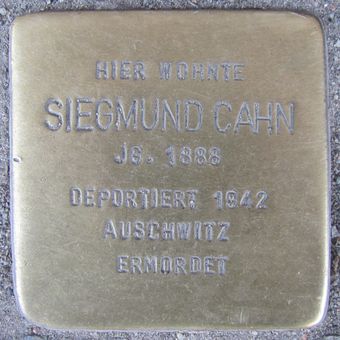 HIER WOHNTE
SIEGMUND CAHN
JG. 1888
DEPORTIERT 1942
AUSCHWITZ
ERMORDET